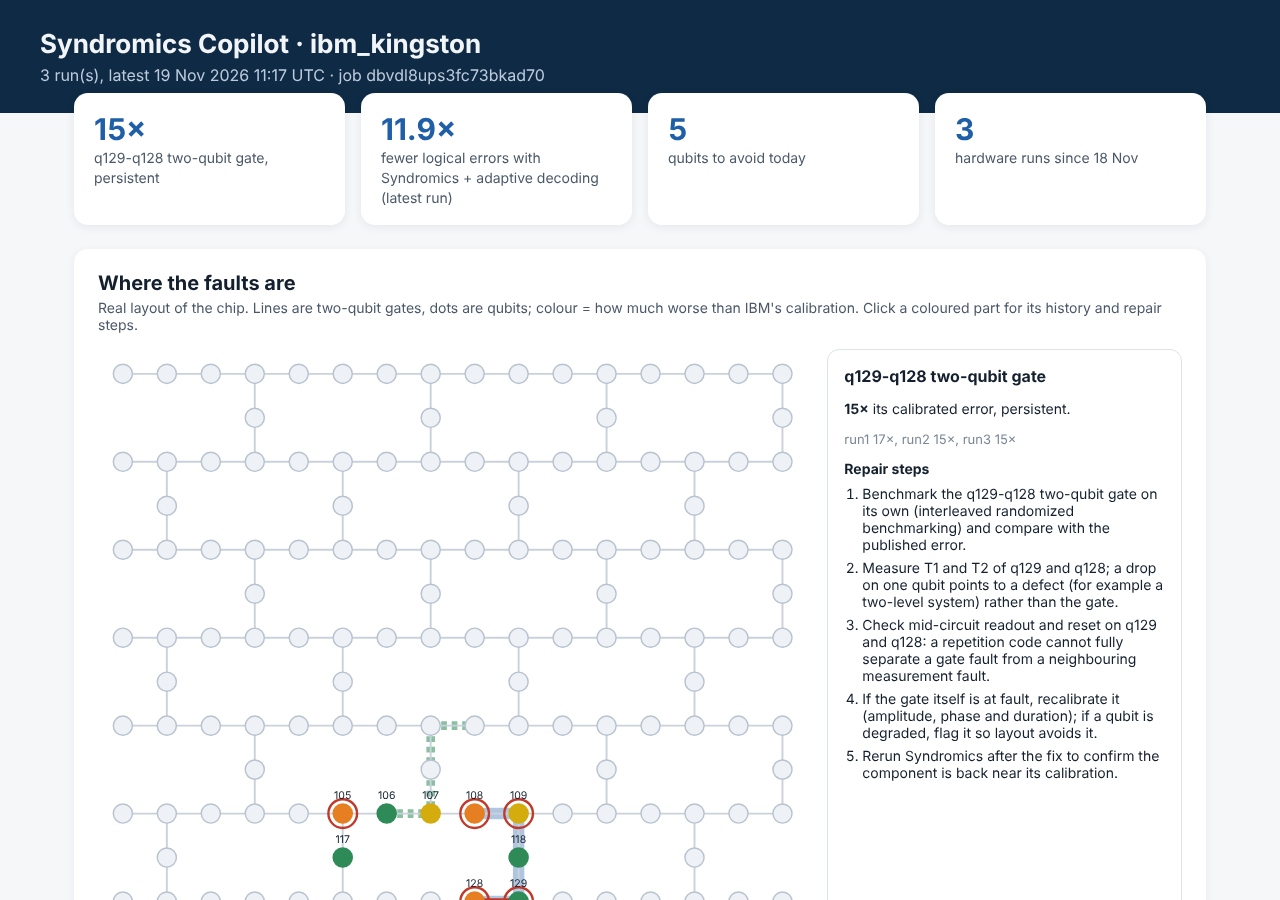 Syndromics Copilot · ibm_kingston
3 run(s), latest 19 Nov 2026 11:17 UTC · job dbvdl8ups3fc73bkad70
15×
q129-q128 two-qubit gate,
persistent
11.9×
fewer logical errors with
Syndromics + adaptive decoding
(latest run)
5
qubits to avoid today
3
hardware runs since 18 Nov
Where the faults are
Real layout of the chip. Lines are two-qubit gates, dots are qubits; colour = how much worse than IBM's calibration. Click a coloured part for its history and repair
steps.
q129-q128 two-qubit gate
15× its calibrated error, persistent.
run1 17×, run2 15×, run3 15×
Repair steps
1. Benchmark the q129-q128 two-qubit gate on
its own (interleaved randomized
benchmarking) and compare with the
published error.
2. Measure T1 and T2 of q129 and q128; a drop
on one qubit points to a defect (for example a
two-level system) rather than the gate.
3. Check mid-circuit readout and reset on q129
and q128: a repetition code cannot fully
separate a gate fault from a neighbouring
measurement fault.
4. If the gate itself is at fault, recalibrate it
(amplitude, phase and duration); if a qubit is
degraded, flag it so layout avoids it.
5. Rerun Syndromics after the fix to confirm the
component is back near its calibration.
105 106 107 108 109
117 118
128 129